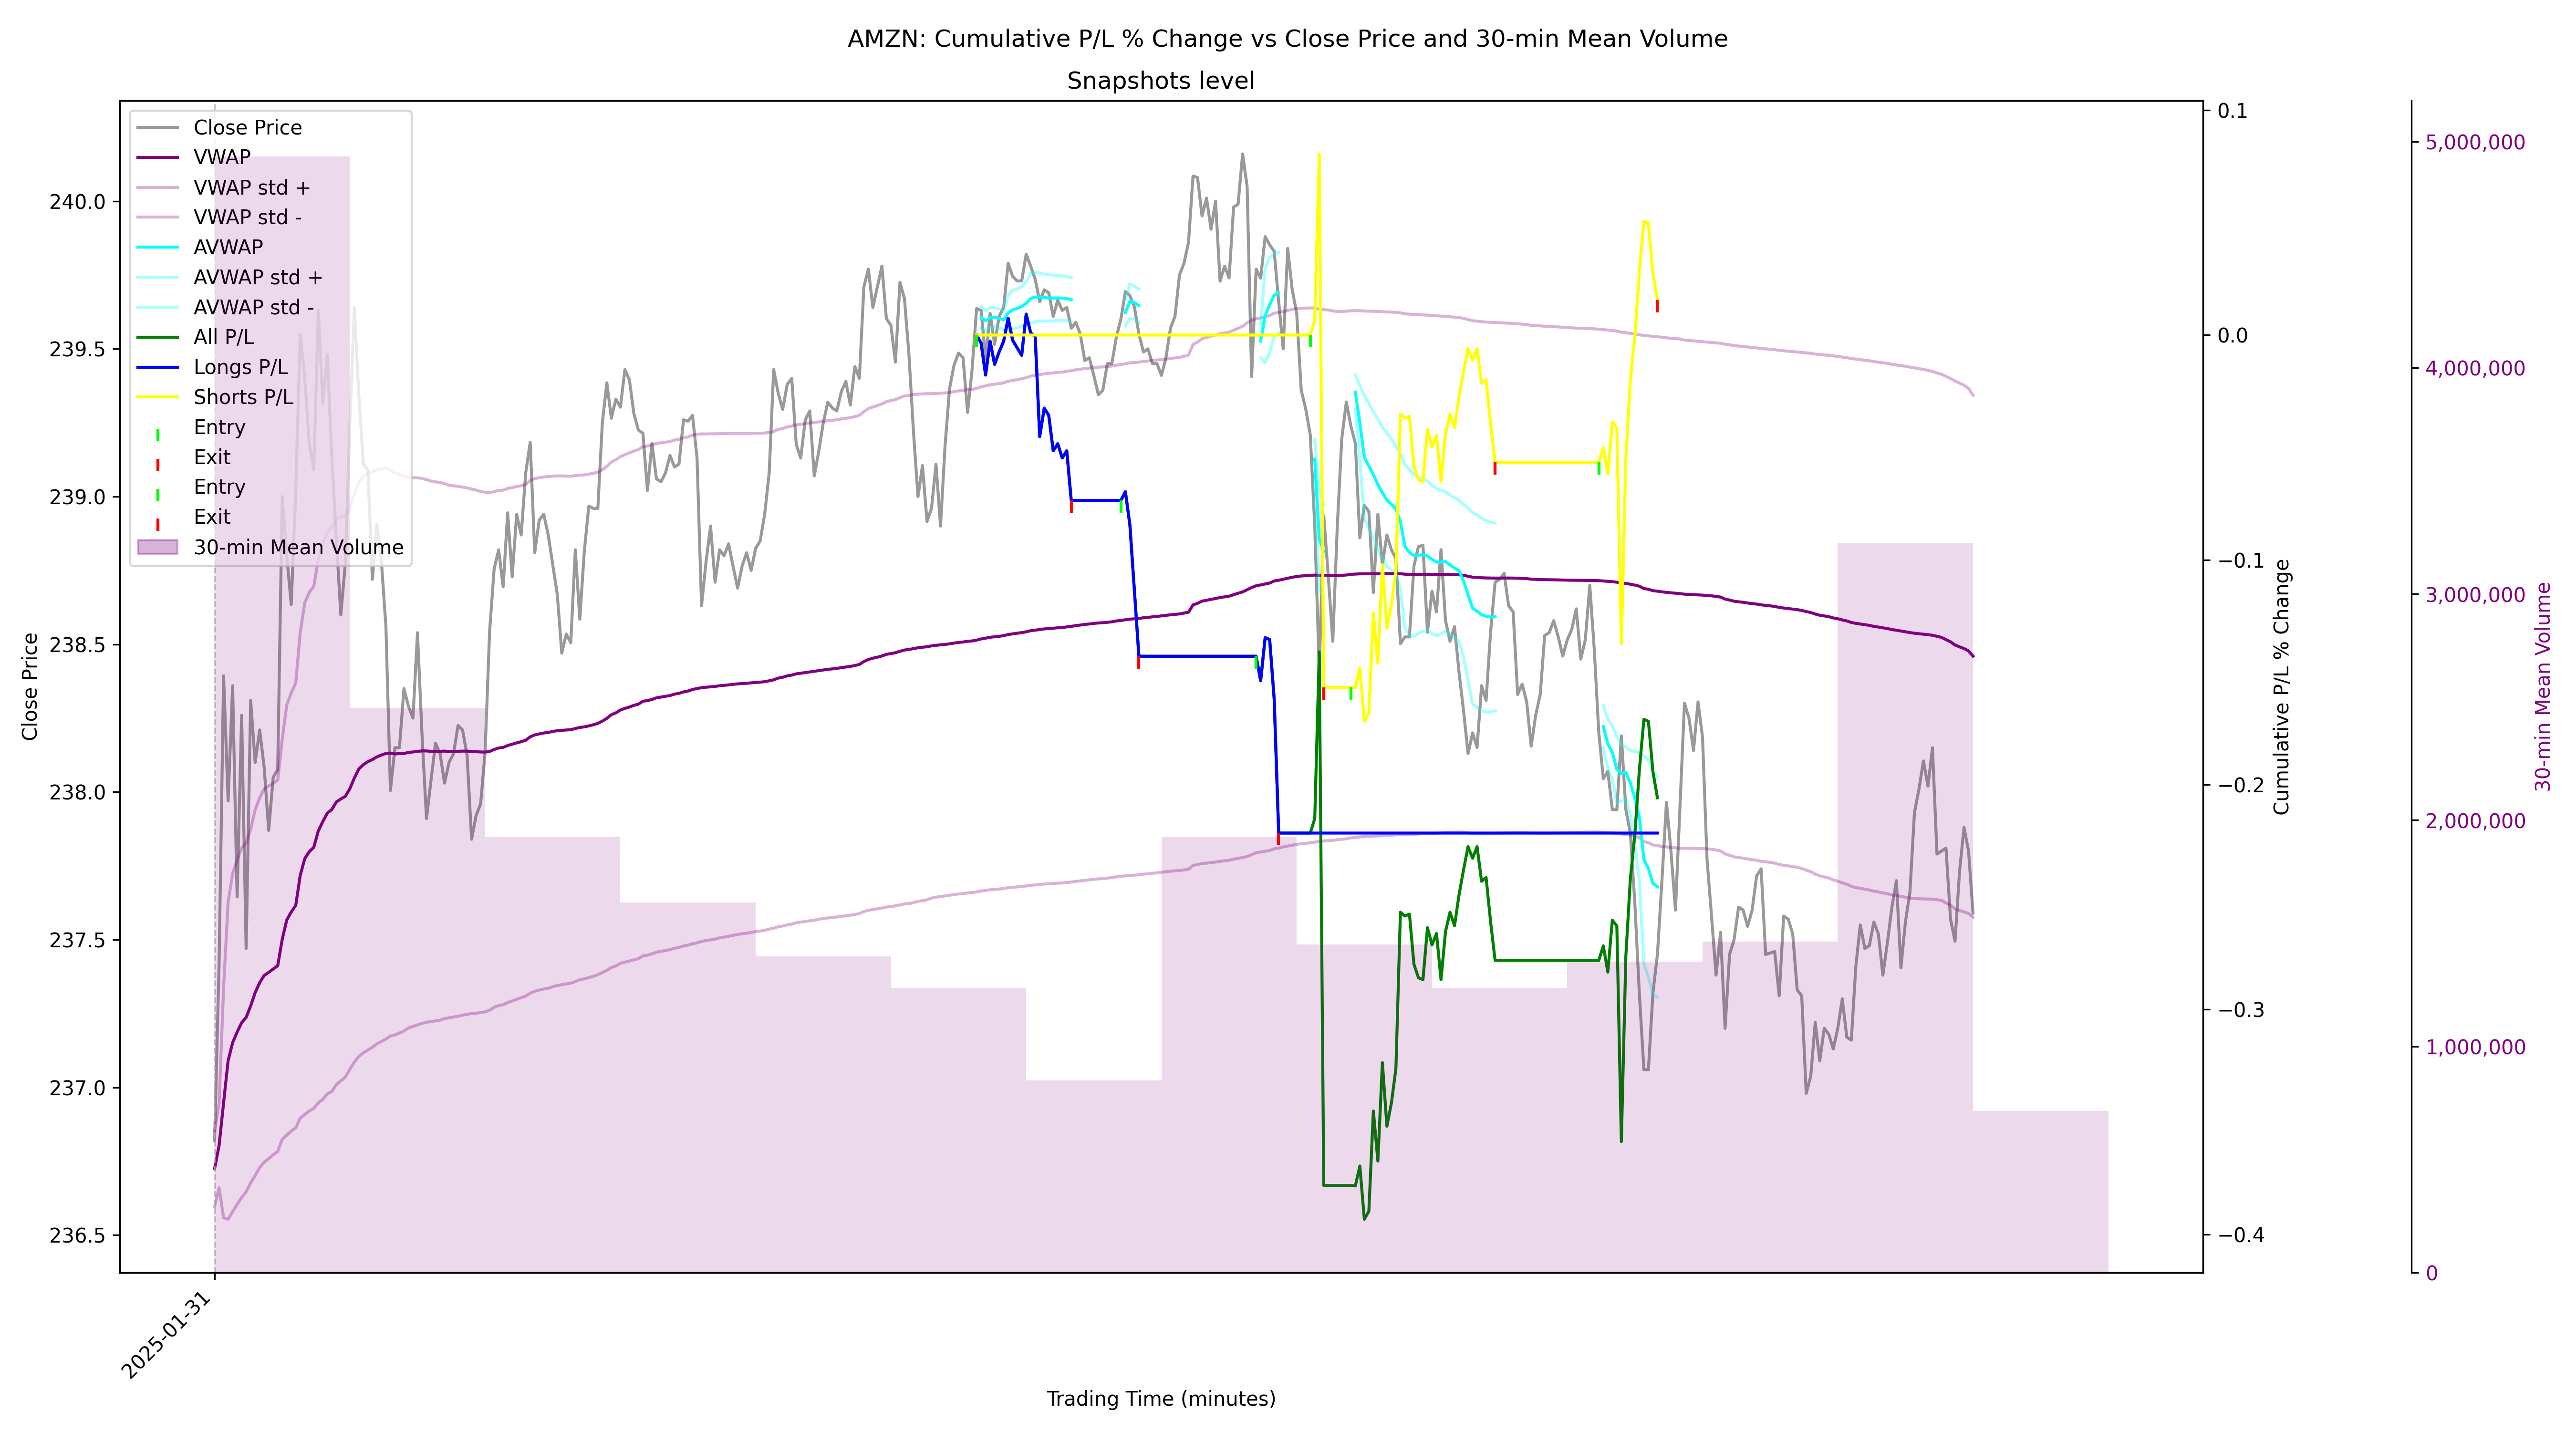 AMZN: Cumulative P/L % Change vs Close Price and 30-min Mean Volume
Snapshots level
Close Price
VWAP
VWAP std +
VWAP std -
AVWAP
AVWAP std +
AVWAP std -
All P/L
Longs P/L
Shorts P/L
Entry
Exit
Entry
Exit
30-min Mean Volume
240.0
239.5
239.0
238.5
238.0
237.5
237.0
236.5
Close Price
0.1
0.0
−0.1
−0.2
−0.3
−0.4
Cumulative P/L % Change
5,000,000
4,000,000
3,000,000
2,000,000
1,000,000
0
30-min Mean Volume
2025-01-31
Trading Time (minutes)